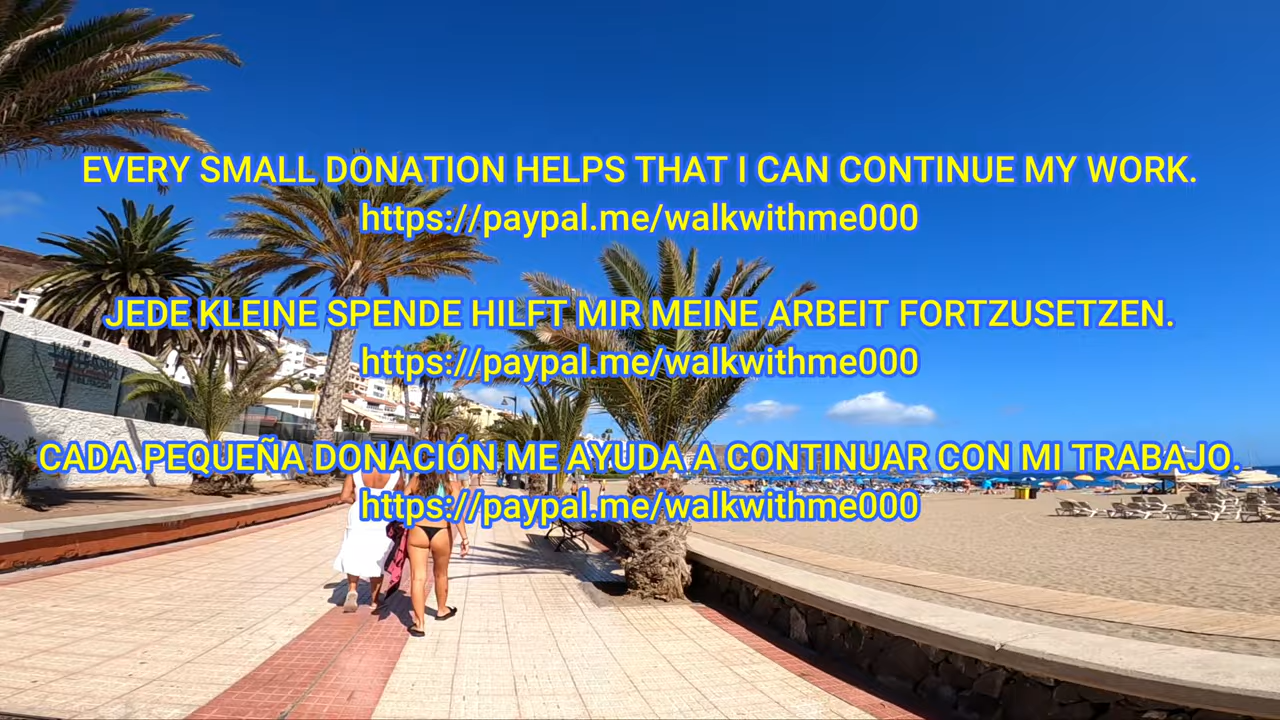 EVERY SMALL DONATION HELPS THAT I CAN CONTINUE MY WORK.
https://paypal.me/walkwithme000
JEDE KLEINE SPENDE HILFT MIR MEINE ARBEIT FORTZUSETZEN.
https://paypal.me/walkwithme000
CADA PEQUEÑA DONACIÓN ME AYUDA A CONTINUAR CON MI TRABAJO.
https://paypal.me/walkwithme000